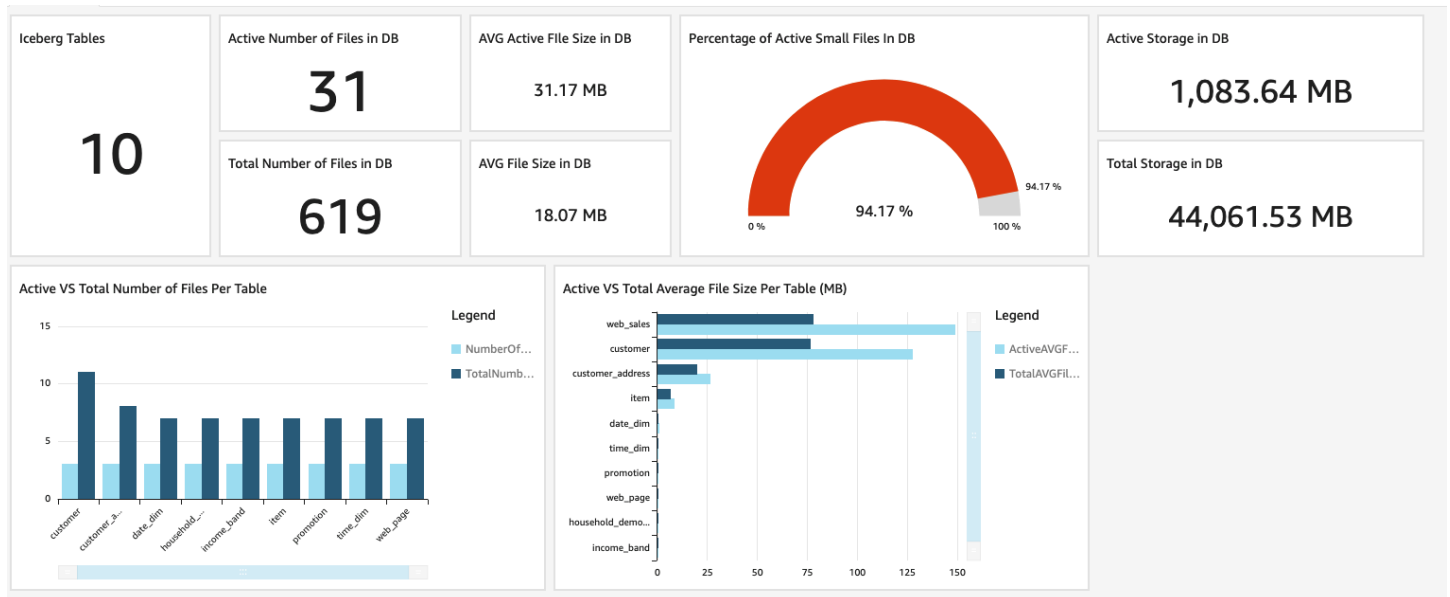 Iceberg Tables
10
Active Number of Files in DB
31
AVG Active FIle Size in DB
31.17 MB
Percentage of Active Small Files In DB
94.17 %
94.17 %
0 %
100 %
Active Storage in DB
1,083.64 MB
Total Number of Files in DB
619
AVG File Size in DB
18.07 MB
Total Storage in DB
44,061.53 MB
Active VS Total Number of Files Per Table
15
10
5
0
customer
customer_a...
date_dim
household_...
income_band
item
promotion
time_dim
web_page
Legend
NumberOf...
TotalNumb...
Active VS Total Average File Size Per Table (MB)
web_sales
customer
customer_address
item
date_dim
time_dim
promotion
web_page
household_demo...
income_band
0 25 50 75 100 125 150
Legend
ActiveAVGF...
TotalAVGFil...